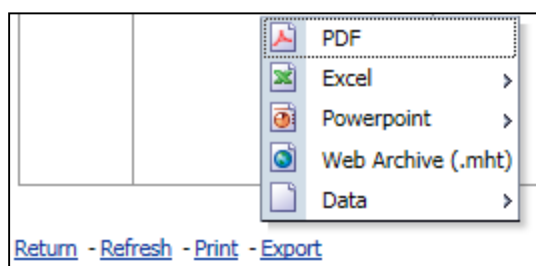 PDF
Excel
Powerpoint
Web Archive (.mht)
Data
Return - Refresh - Print - Export